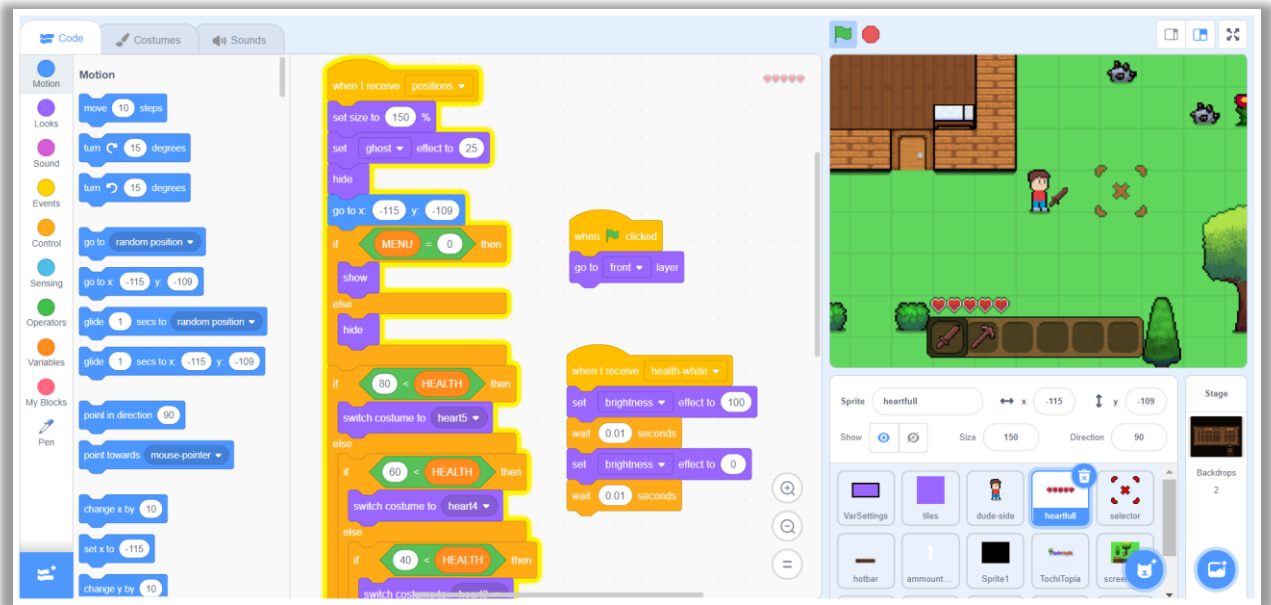 Code
Costumes
Sounds
Motion
Looks
Sound
Events
Control
Sensing
Operators
Variables
My Blocks
Pen
Motion
move 10 steps
turn 15 degrees
turn 15 degrees
go to random position
go to x: -115 y: -109
glide 1 secs to random position
glide 1 secs to x: -115 y: -109
point in direction 90
point towards mouse-pointer
change x by 10
set x to -115
change y by 10
when I receive positions
set size to 150 %
set ghost effect to 25
hide
go to x: -115 y: -109
if MENU = 0 then
show
else
hide
if 80 < HEALTH then
switch costume to heart5
else
if 60 < HEALTH then
switch costume to heart4
else
if 40 < HEALTH then
when clicked
go to front layer
when I receive health-white
set brightness effect to 100
wait 0.01 seconds
set brightness effect to 0
wait 0.01 seconds
Sprite heartfull x -115 y -109
Show Size 150 Direction 90
VarSettings tiles dude-side heartfull selector
hotbar ammount... Sprite1 TochiTopia
Stage
Backdrops
2